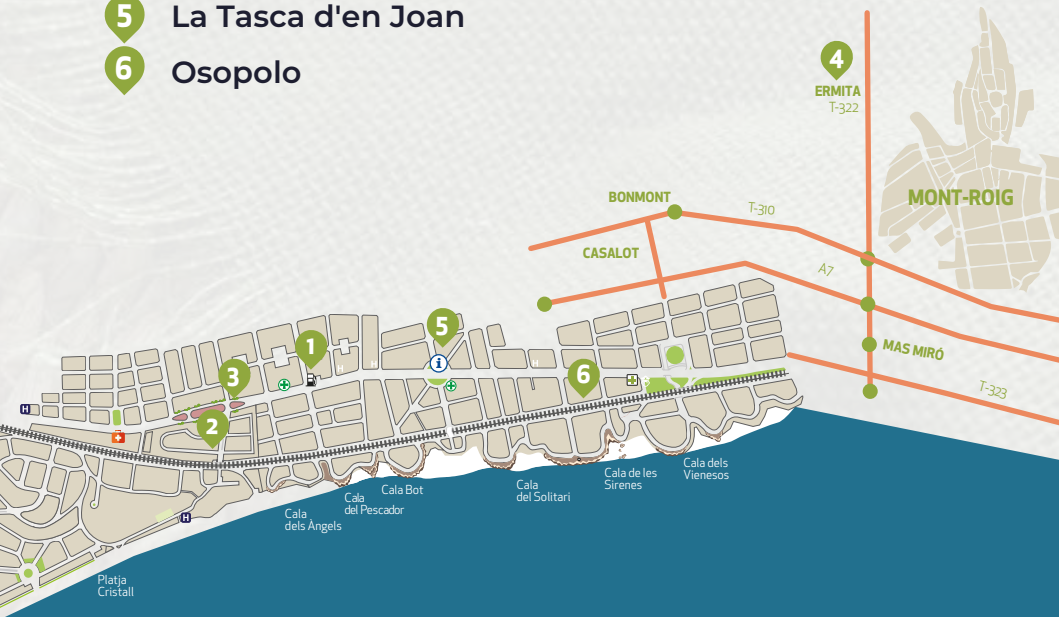 5 La Tasca d'en Joan
6 Osopolo
4
ERMITA
T-322
MONT-ROIG
BONMONT
T-310
CASALOT
A7
MAS MIRÓ
T-323
5
i
1
H
H
H
3
6
2
H
H
Cala dels
Vienesos
Cala de les
Sirenes
Cala
del Solitari
Cala Bot
Cala
del Pescador
Cala
dels Àngels
Platja
Cristall